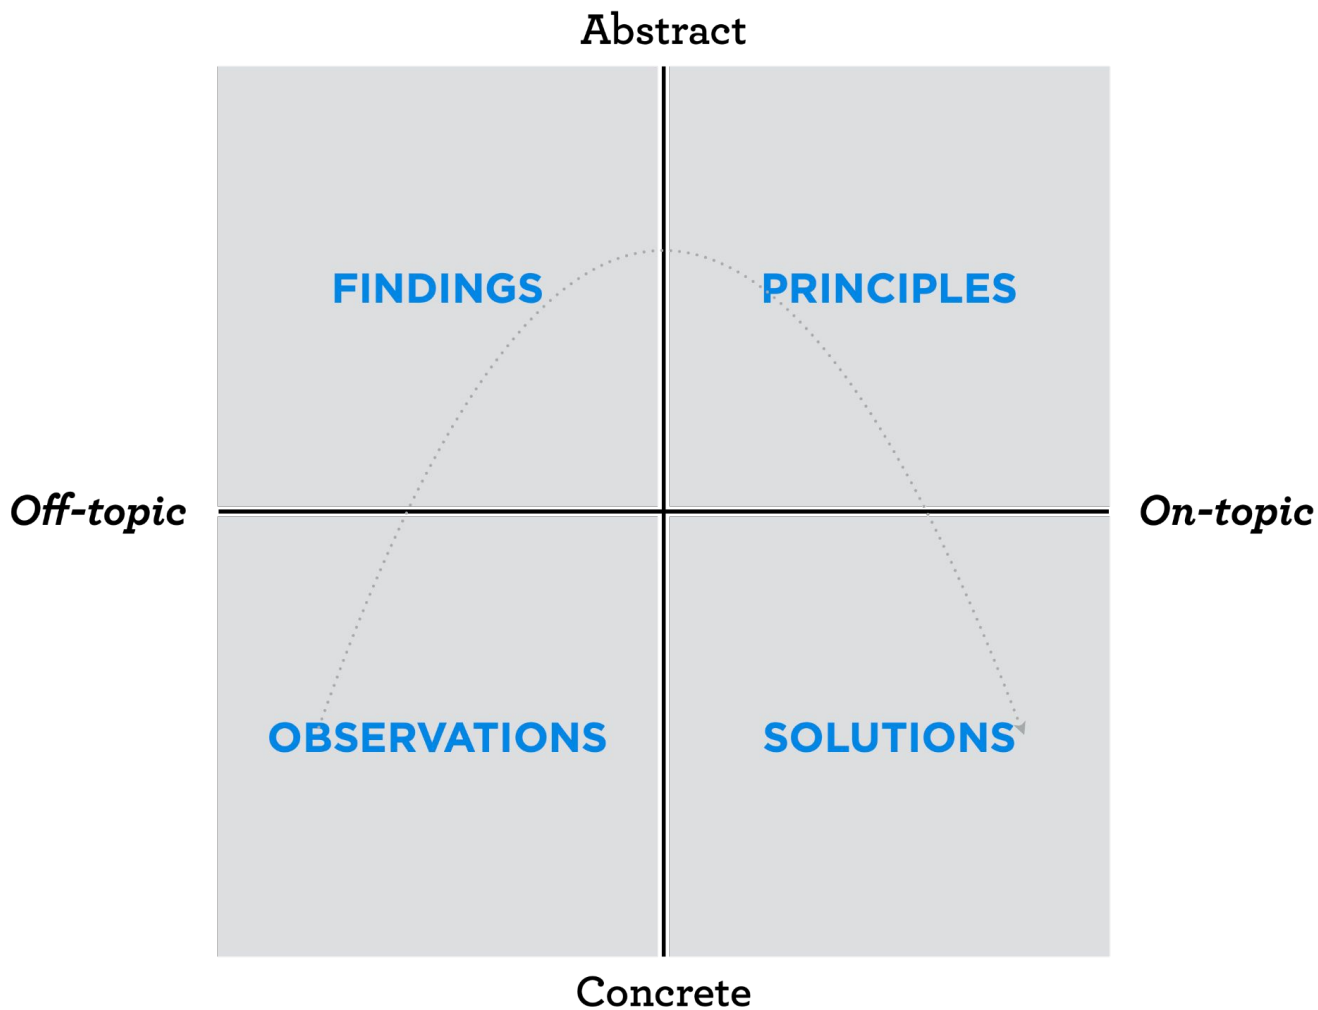 Abstract
FINDINGS
PRINCIPLES
Off-topic
On-topic
OBSERVATIONS
SOLUTIONS
Concrete